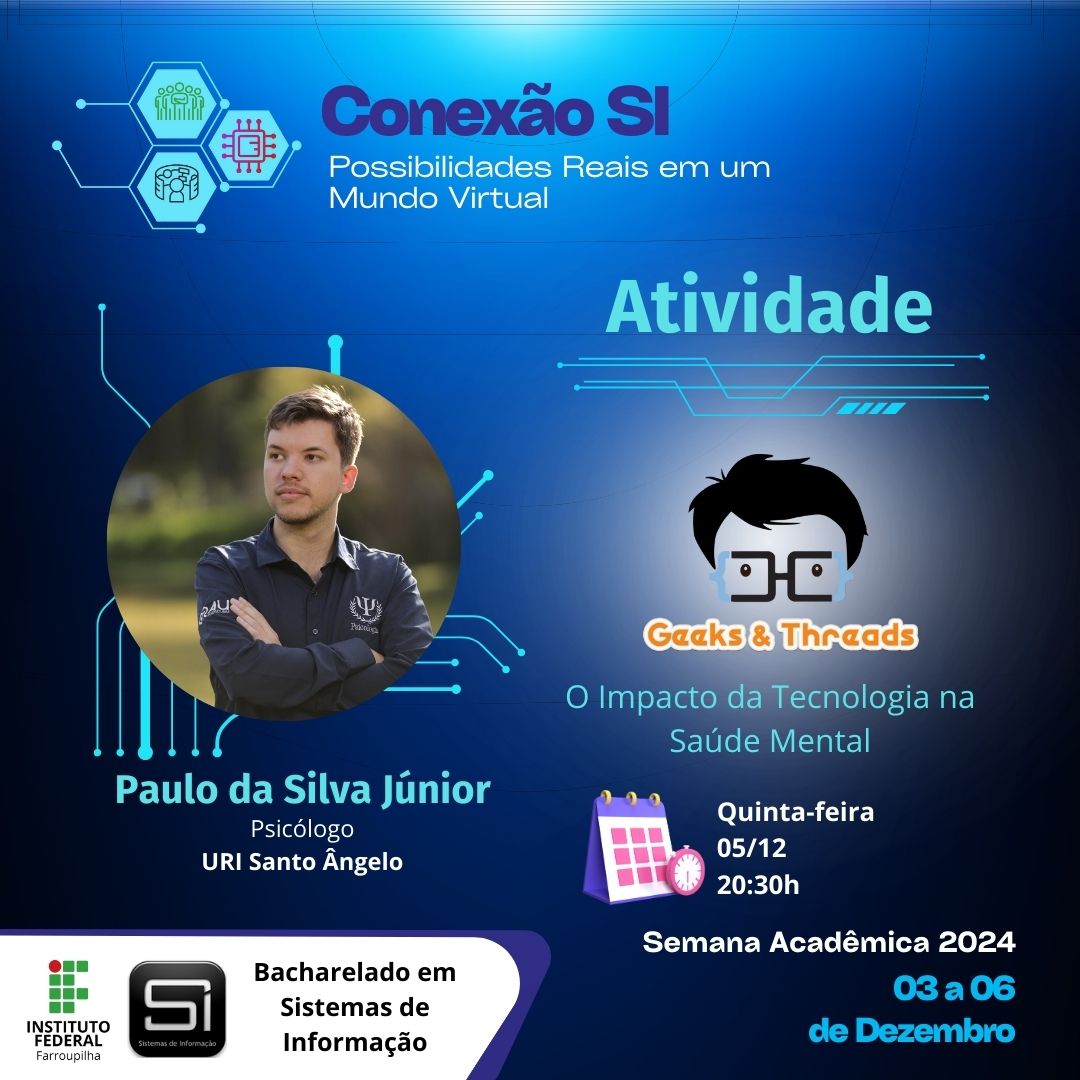 Conexão SI
Possibilidades Reais em um
Mundo Virtual
Atividade
Geeks & Threads
O Impacto da Tecnologia na
Saúde Mental
Psicologia
Paulo da Silva Júnior
Psicólogo
URI Santo Ângelo
Quinta-feira
05/12
20:30h
Semana Acadêmica 2024
03 a 06
de Dezembro
INSTITUTO
FEDERAL
Farroupilha
Si
Sistemas de Informação
Bacharelado em
Sistemas de
Informação